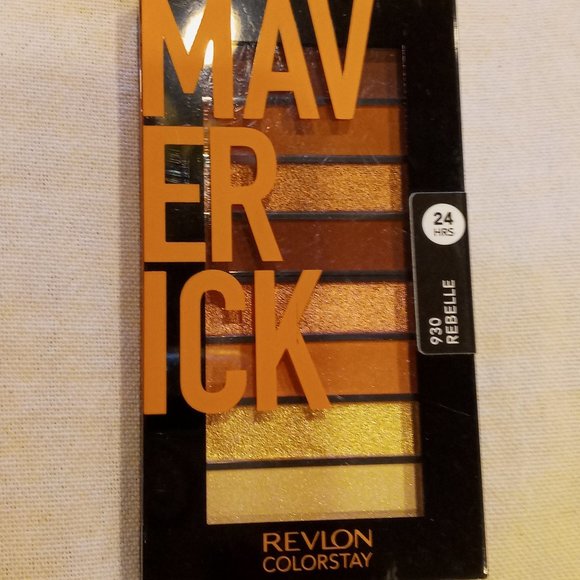 MAV
ER
ICK
24
HRS
930
REBELLE
REVLON
COLORSTAY